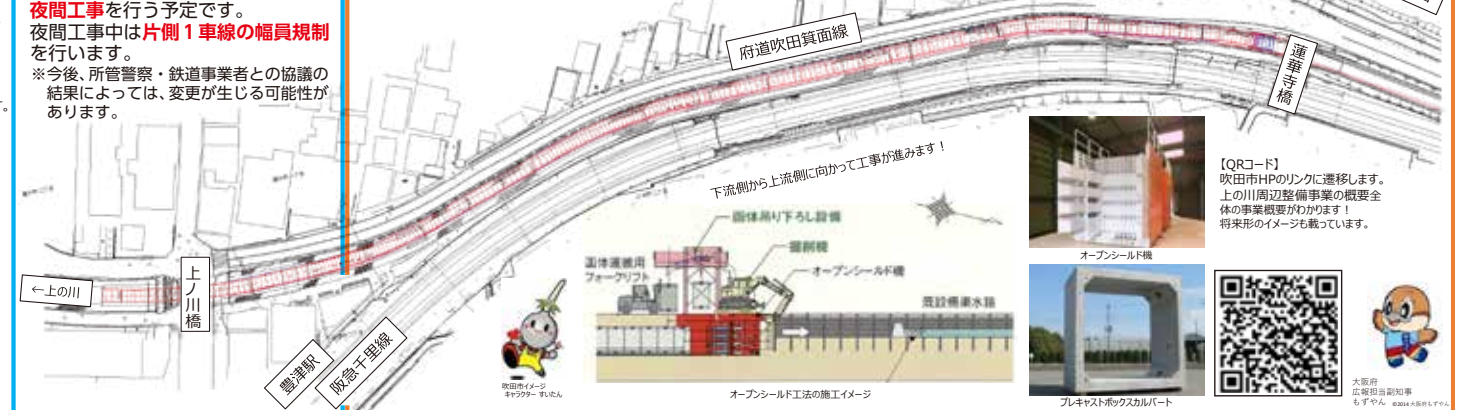 夜間工事を行う予定です。
夜間工事中は片側１車線の幅員規制
を行います。
※今後、所管警察・鉄道事業者との協議の
結果によっては、変更が生じる可能性が
あります。
す。
府道吹田箕面線
蓮華寺橋
下流側から上流側に向かって工事が進みます！
←上の川
上ノ川橋
豊津駅
阪急千里線
函体吊り下ろし設備
掘削機
函体運搬用
フォークリフト
オープンシールド機
既設橋梁水路
オープンシールド工法の施工イメージ
吹田市イメージ
キャラクター すいたん
オープンシールド機
プレキャストボックスカルバート
【QRコード】
吹田市HPのリンクに遷移します。
上の川周辺整備事業の概要全
体の事業概要がわかります！
将来形のイメージも載っています。
大阪府
広報担当副知事
もずやん ©2014 大阪府もずやん